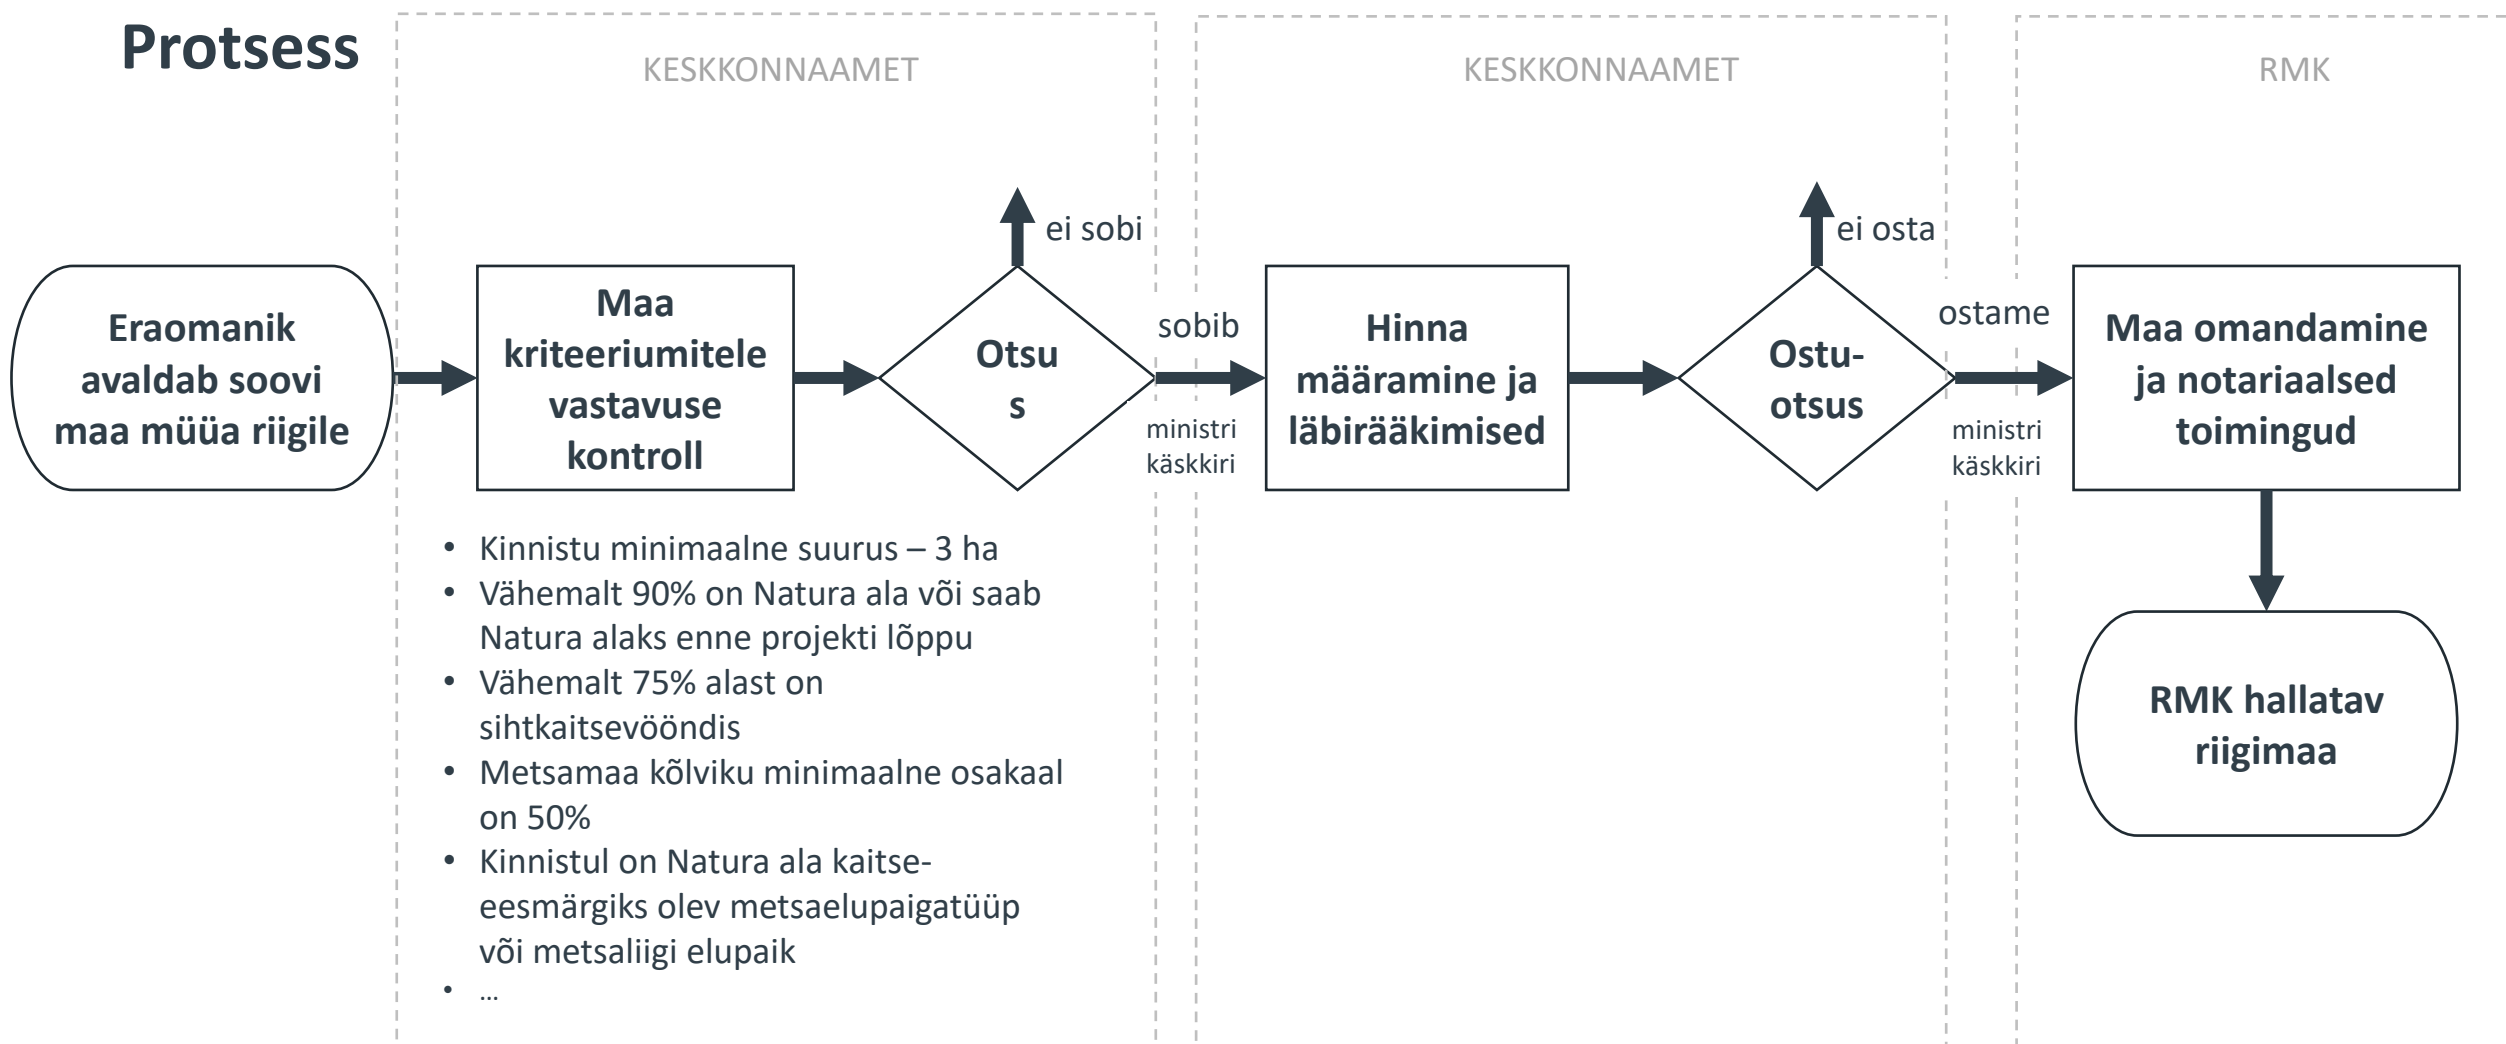 Protsess
KESKKONNAAMET
KESKKONNAAMET
RMK
Eraomanik
avaldab soovi
maa müüa riigile
Maa
kriteeriumitele
vastavuse
kontroll
Otsu
s
ei sobi
sobib
ministri
käskkiri
Hinna
määramine ja
läbirääkimised
Ostu-
otsus
ei osta
ostame
ministri
käskkiri
Maa omandamine
ja notariaalsed
toimingud
RMK hallatav
riigimaa
• Kinnistu minimaalne suurus – 3 ha
• Vähemalt 90% on Natura ala või saab
Natura alaks enne projekti lõppu
• Vähemalt 75% alast on
sihtkaitsevööndis
• Metsamaa kõlviku minimaalne osakaal
on 50%
• Kinnistul on Natura ala kaitse-
eesmärgiks olev metsaelupaigatüüp
või metsaliigi elupaik
• …